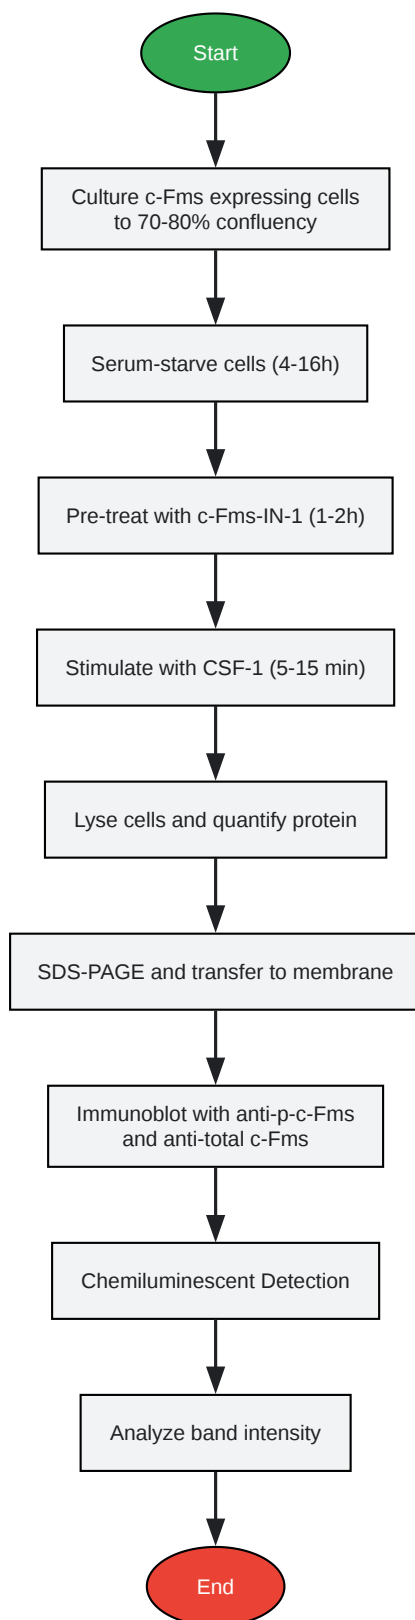 Start
Culture c-Fms expressing cells
to 70-80% confluency
Serum-starve cells (4-16h)
Pre-treat with c-Fms-IN-1 (1-2h)
Stimulate with CSF-1 (5-15 min)
Lyse cells and quantify protein
SDS-PAGE and transfer to membrane
Immunoblot with anti-p-c-Fms
and anti-total c-Fms
Chemiluminescent Detection
Analyze band intensity
End